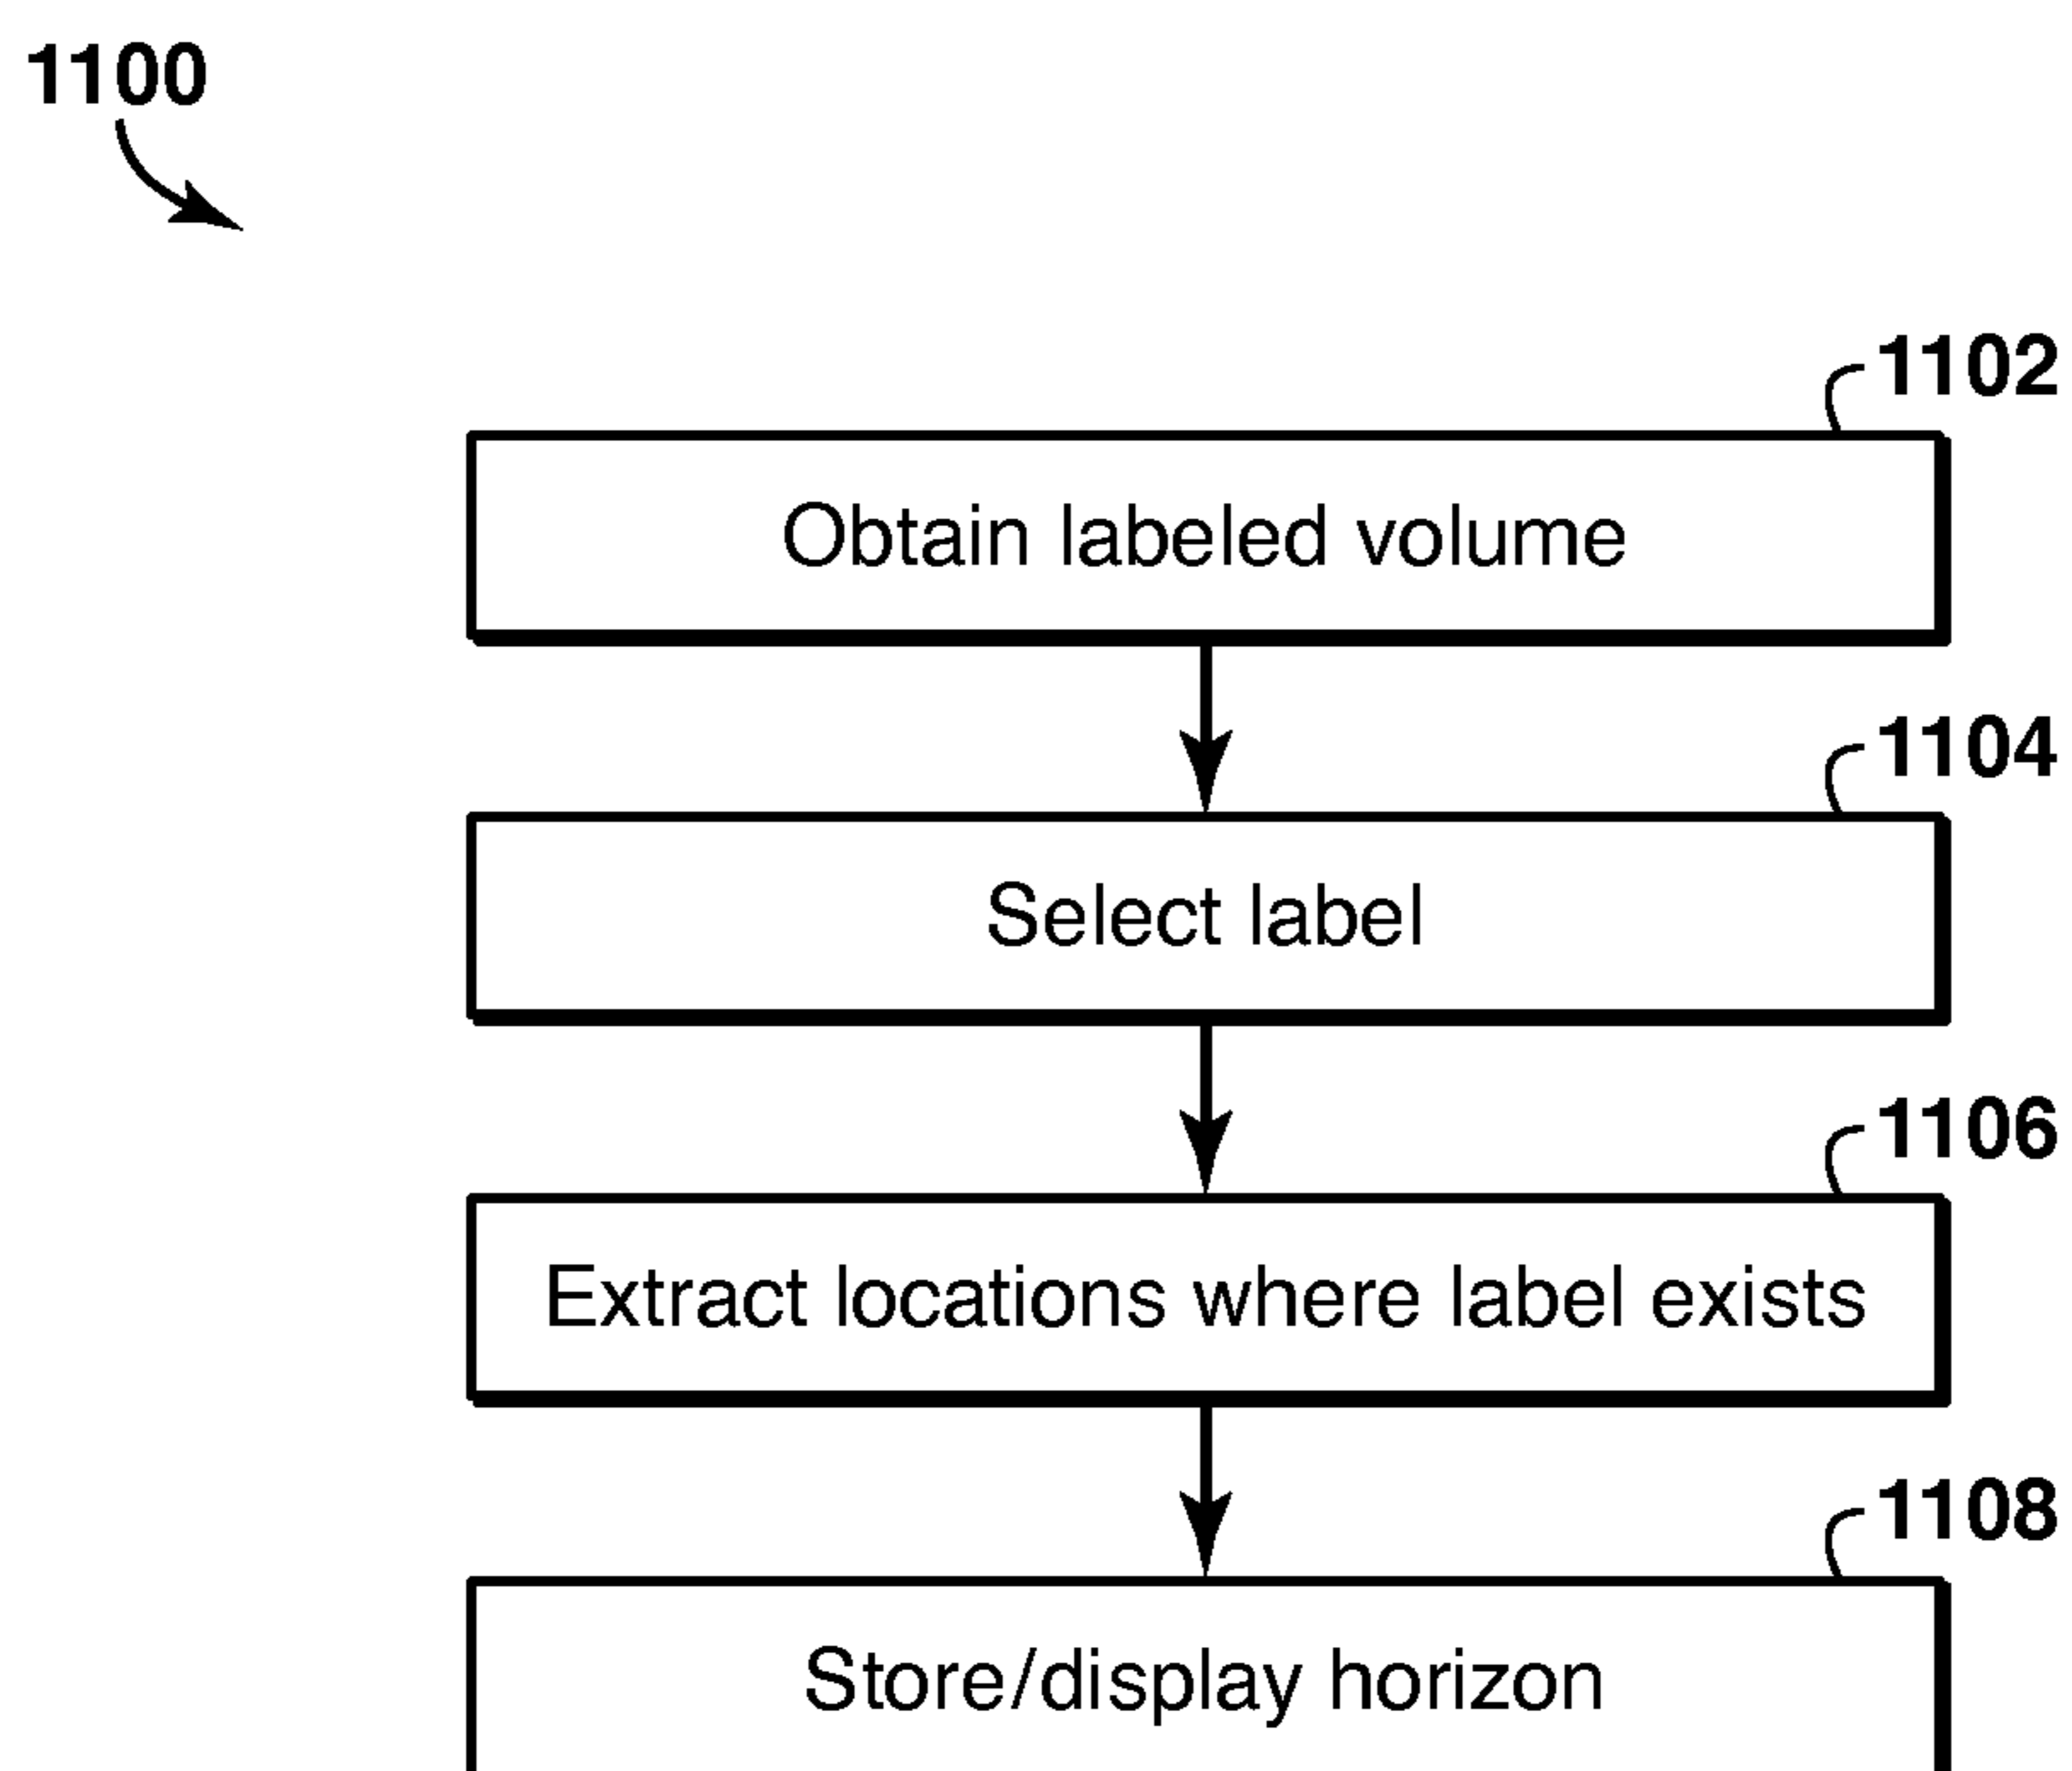 1100
1102
Obtain labeled volume
1104
Select label
1106
Extract locations where label exists
1108
Store/display horizon